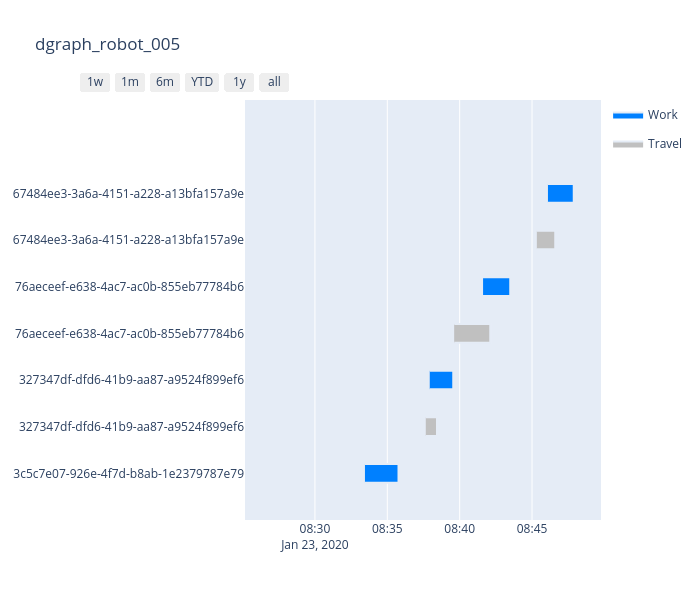 dgraph_robot_005
1w 1m 6m YTD 1y all
Work
Travel
67484ee3-3a6a-4151-a228-a13bfa157a9e
67484ee3-3a6a-4151-a228-a13bfa157a9e
76aeceef-e638-4ac7-ac0b-855eb77784b6
76aeceef-e638-4ac7-ac0b-855eb77784b6
327347df-dfd6-41b9-aa87-a9524f899ef6
327347df-dfd6-41b9-aa87-a9524f899ef6
3c5c7e07-926e-4f7d-b8ab-1e2379787e79
08:30 08:35 08:40 08:45
Jan 23, 2020